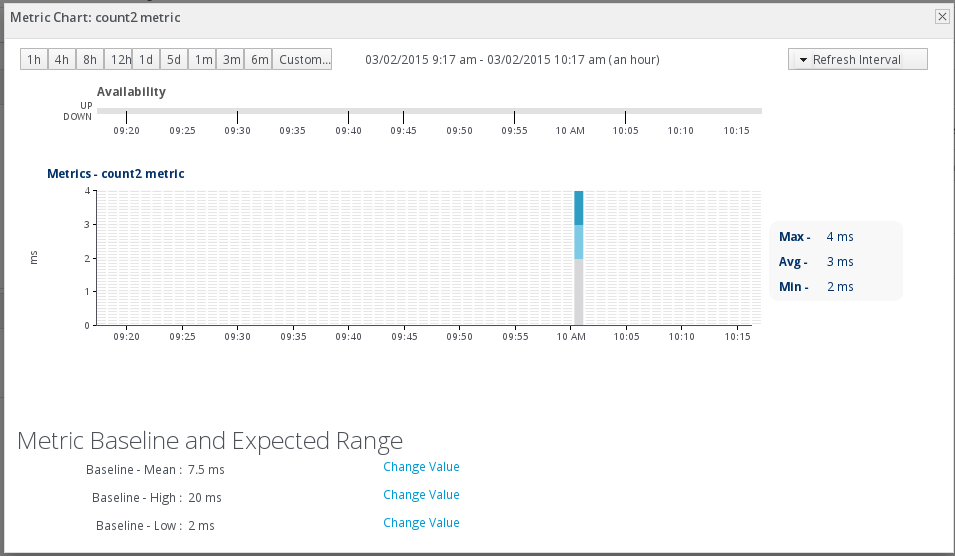 Metric Chart: count2 metric
1h 4h 8h 12h 1d 5d 1m 3m 6m Custom... 03/02/2015 9:17 am - 03/02/2015 10:17 am (an hour) Refresh Interval
Availability
UP
DOWN
09:20 09:25 09:30 09:35 09:40 09:45 09:50 09:55 10 AM 10:05 10:10 10:15
Metrics - count2 metric
4
3
2
1
0
ms
09:20 09:25 09:30 09:35 09:40 09:45 09:50 09:55 10 AM 10:05 10:10 10:15
Max - 4 ms
Avg - 3 ms
Min - 2 ms
Metric Baseline and Expected Range
Baseline - Mean : 7.5 ms Change Value
Baseline - High : 20 ms Change Value
Baseline - Low : 2 ms Change Value